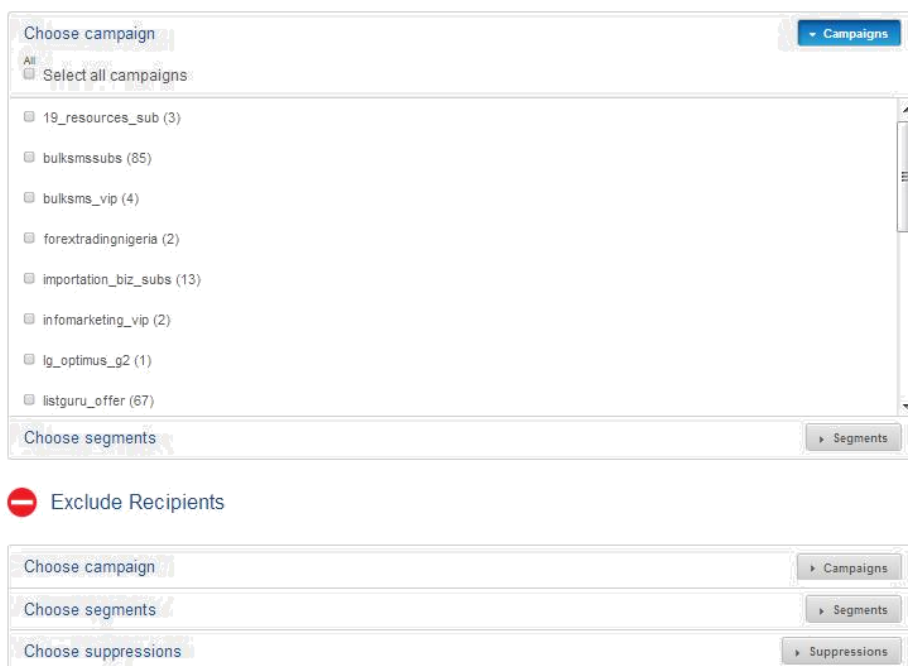 Choose campaign
Campaigns
All
Select all campaigns
19_resources_sub (3)
bulksmssubs (85)
bulksms_vip (4)
forextradingnigeria (2)
importation_biz_subs (13)
infomarketing_vip (2)
lg_optimus_g2 (1)
listguru_offer (67)
Choose segments
Segments
Exclude Recipients
Choose campaign
Campaigns
Choose segments
Segments
Choose suppressions
Suppressions